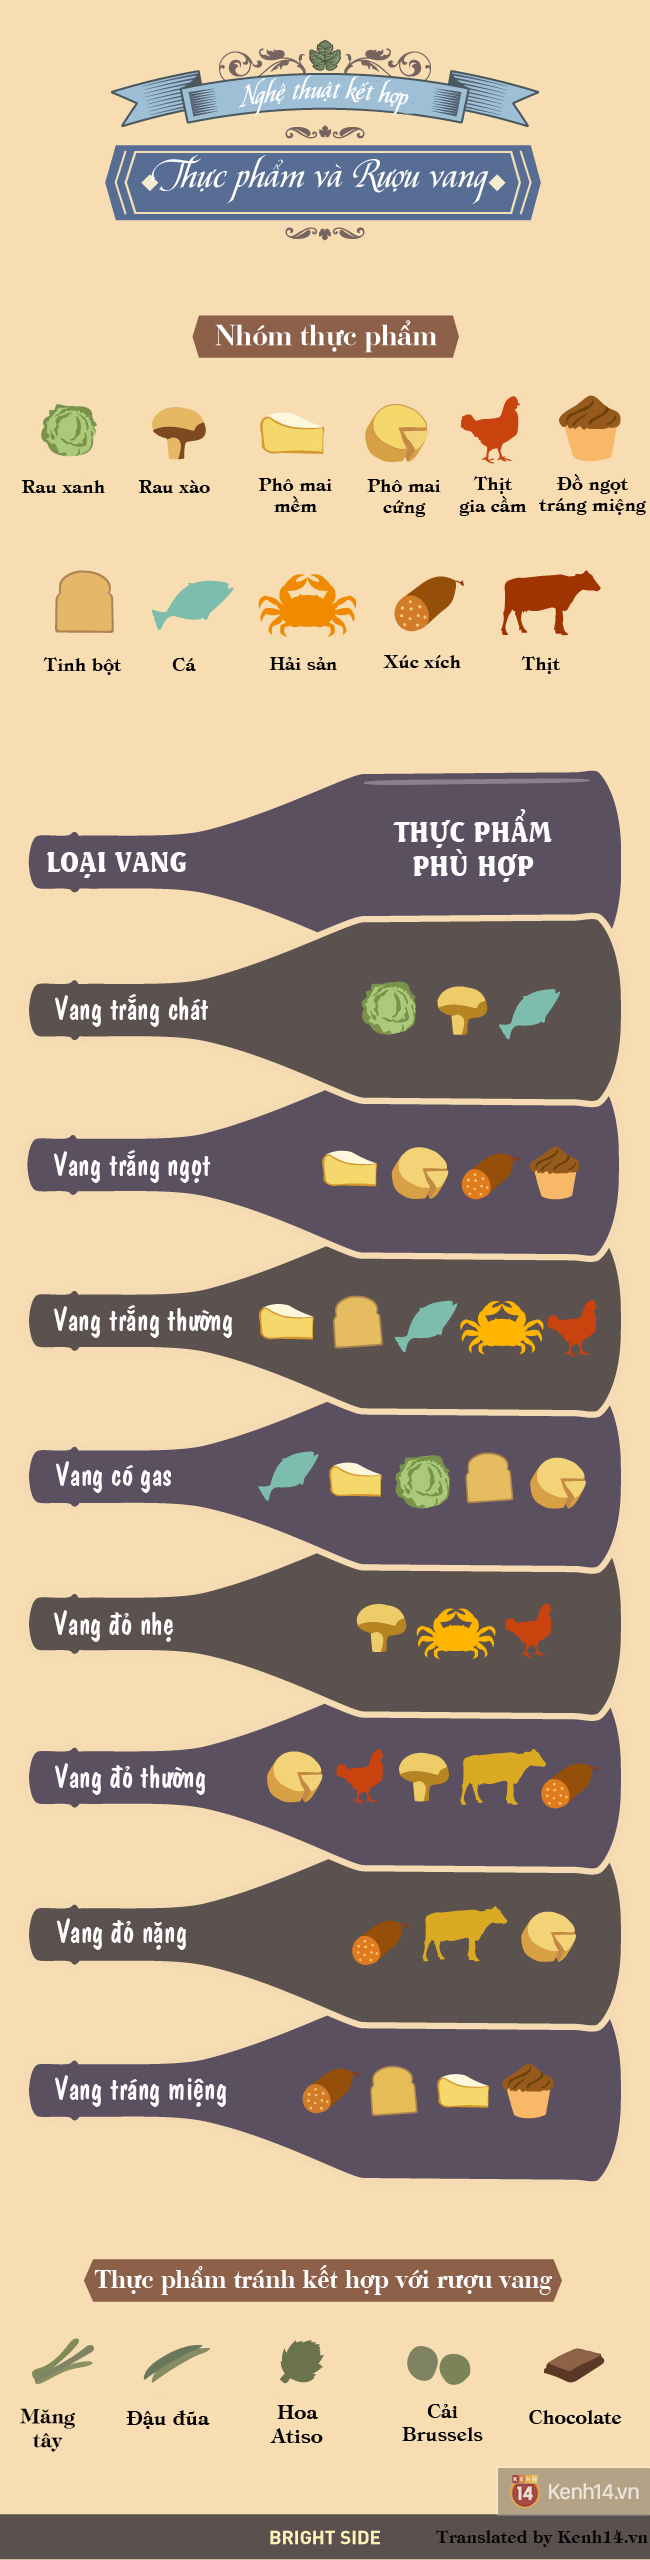 Nghệ thuật kết hợp
Thực phẩm và Rượu vang
Nhóm thực phẩm
Rau xanh
Rau xào
Phô mai
mềm
Phô mai
cứng
Thịt
gia cầm
Đồ ngọt
tráng miệng
Tinh bột
Cá
Hải sản
Xúc xích
Thịt
LOẠI VANG
THỰC PHẨM
PHÙ HỢP
Vang trắng chát
Vang trắng ngọt
Vang trắng thường
Vang có gas
Vang đỏ nhẹ
Vang đỏ thường
Vang đỏ nặng
Vang tráng miệng
Thực phẩm tránh kết hợp với rượu vang
Măng
tây
Đậu đũa
Hoa
Atiso
Cải
Brussels
Chocolate
KENH
14
Kenh14.vn
BRIGHT SIDE
Translated by Kenh14.vn